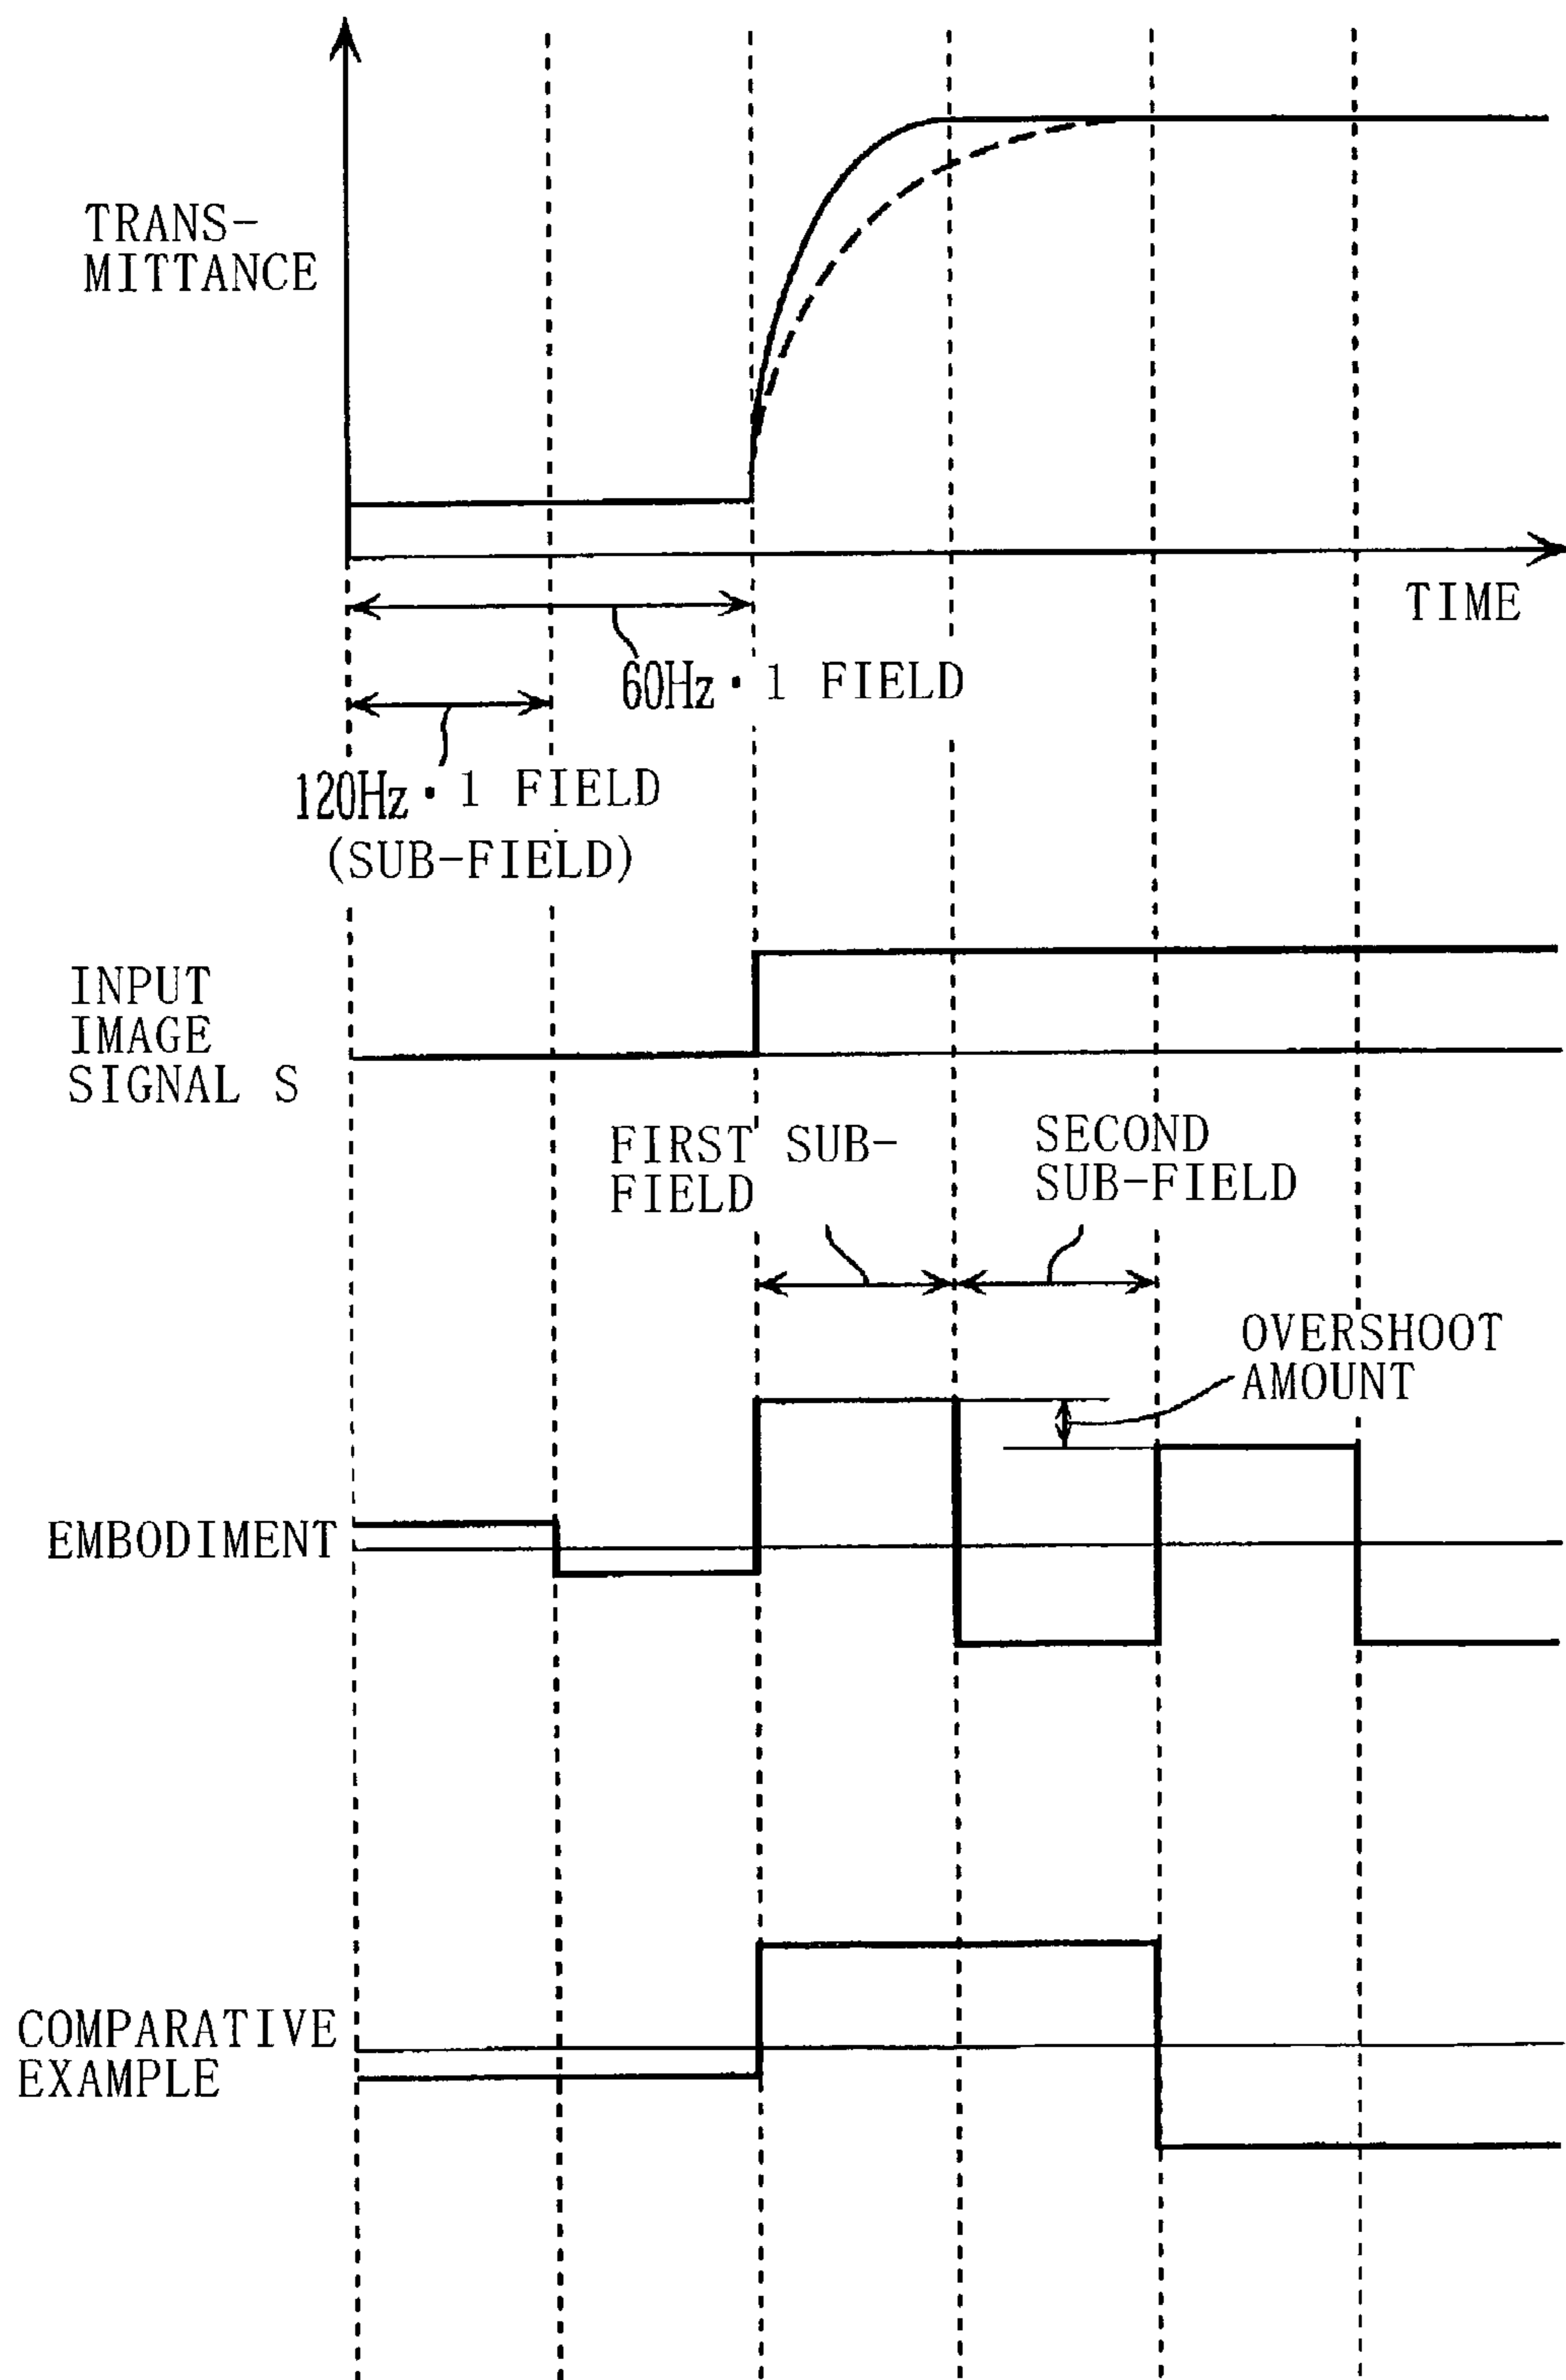 TRANS-
MITTANCE
TIME
60Hz・1 FIELD
120Hz・1 FIELD
(SUB-FIELD)
INPUT
IMAGE
SIGNAL S
FIRST SUB-
FIELD
SECOND
SUB-FIELD
OVERSHOOT
AMOUNT
EMBODIMENT
COMPARATIVE
EXAMPLE